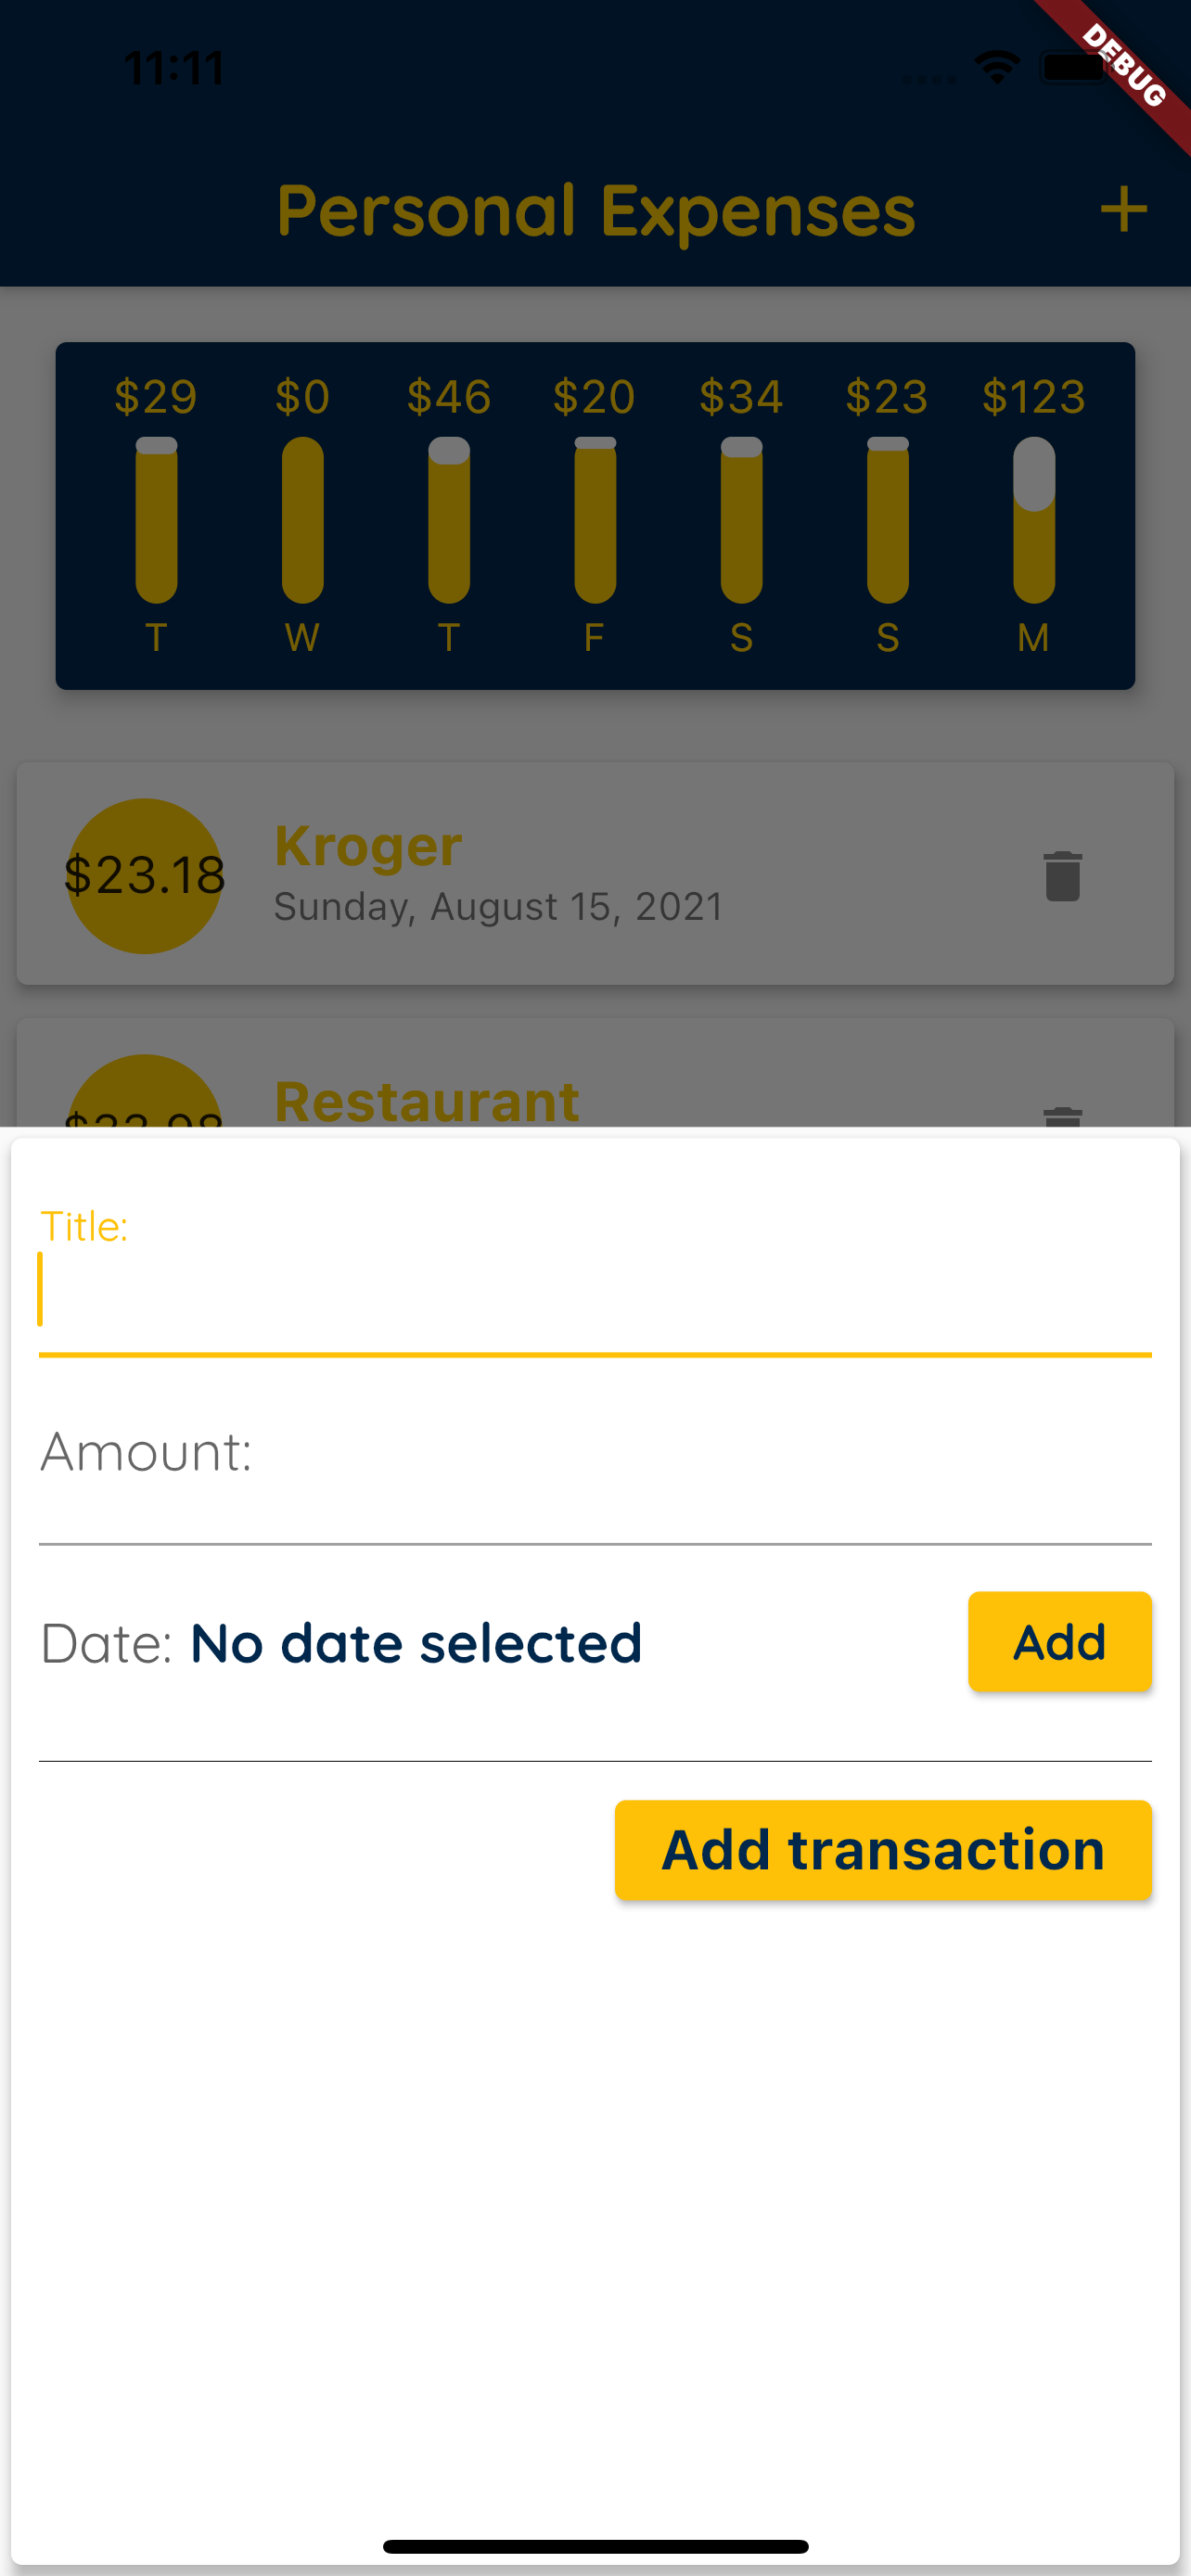 11:11
DEBUG
Personal Expenses +
$29 $0 $46 $20 $34 $23 $123
T W T F S S M
$23.18
Kroger
Sunday, August 15, 2021
Restaurant
Title:
Amount:
Date: No date selected
Add
Add transaction